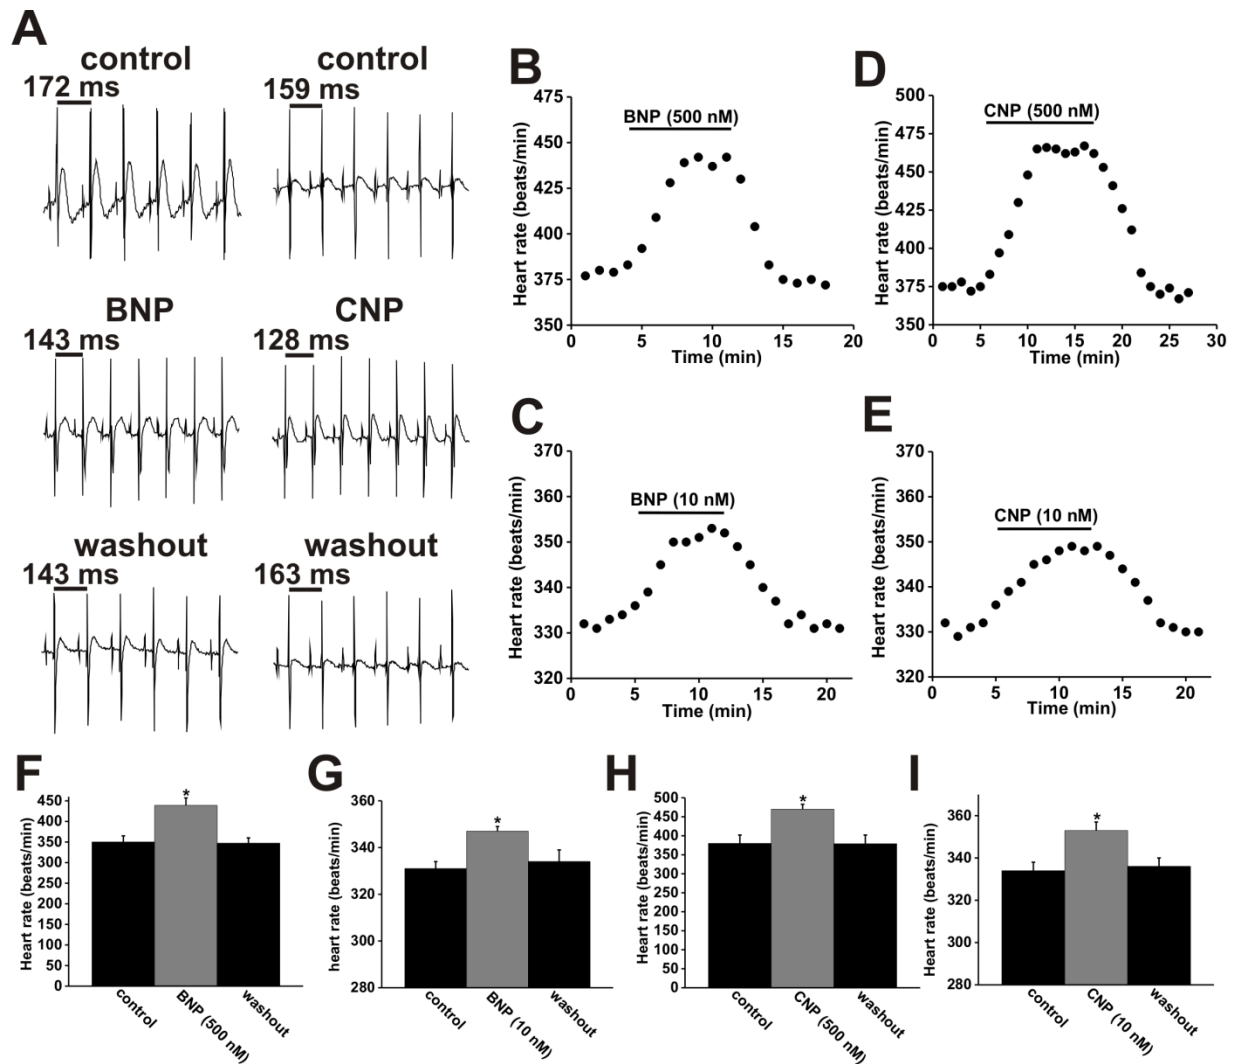 A
control
172 ms
control
159 ms
BNP
143 ms
CNP
128 ms
washout
143 ms
washout
163 ms
B
475
450
425
400
375
350
Heart rate (beats/min)
BNP (500 nM)
0 5 10 15 20
Time (min)
D
500
475
450
425
400
375
350
Heart rate (beats/min)
CNP (500 nM)
0 5 10 15 20 25 30
Time (min)
C
370
360
350
340
330
320
Heart rate (beats/min)
BNP (10 nM)
0 5 10 15 20
Time (min)
E
370
360
350
340
330
320
Heart rate (beats/min)
CNP (10 nM)
0 5 10 15 20
Time (min)
F
450
400
350
300
250
200
150
100
50
0
Heart rate (beats/min)
*
control
BNP (500 nM)
washout
G
360
340
320
300
280
heart rate (beats/min)
*
control
BNP (10 nM)
washout
H
500
450
400
350
300
250
200
150
100
50
0
Heart rate (beats/min)
*
control
CNP (500 nM)
washout
I
360
340
320
300
280
Heart rate (beats/min)
*
control
CNP (10 nM)
washout